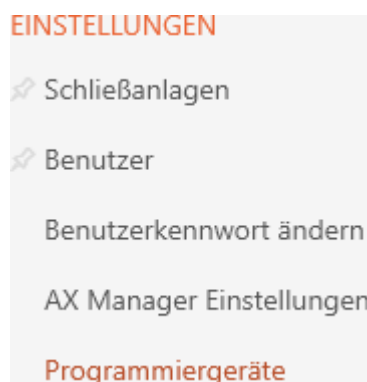 EINSTELLUNGEN
Schließanlagen
Benutzer
Benutzerkennwort ändern
AX Manager Einstellungen
Programmiergeräte